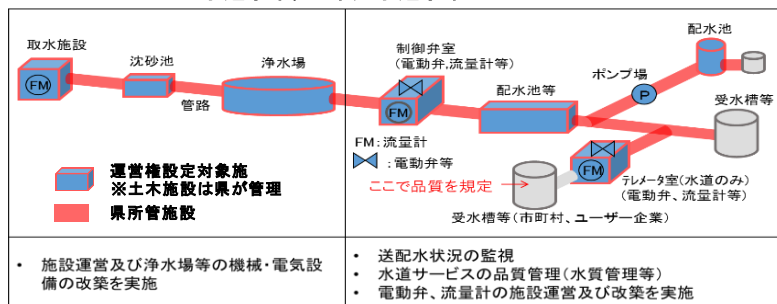 配水池
取水施設
沈砂池
浄水場
制御弁室
(電動弁,流量計等)
ポンプ場
FM
管路
FM
配水池等
P
受水槽等
FM:流量計
:電動弁等
運営権設定対象施
※土木施設は県が管理
県所管施設
ここで品質を規定
FM
テレメータ室(水道のみ)
(電動弁、流量計等)
受水槽等(市町村、ユーザー企業)
・ 施設運営及び浄水場等の機械・電気設
備の改築を実施
・ 送配水状況の監視
・ 水道サービスの品質管理(水質管理等)
・ 電動弁、流量計の施設運営及び改築を実施